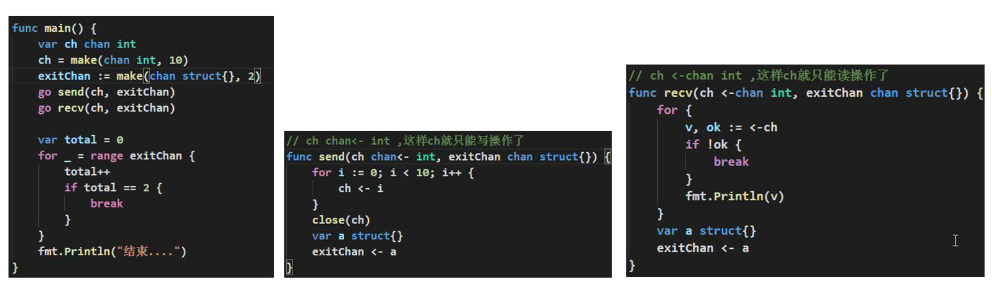 func main() {
    var ch chan int
    ch = make(chan int, 10)
    exitChan := make(chan struct{}, 2)
    go send(ch, exitChan)
    go recv(ch, exitChan)

    var total = 0
    for _ = range exitChan {
        total++
        if total == 2 {
            break
        }
    }
    fmt.Println("结束....")
}
// ch chan<- int ,这样ch就只能写操作了
func send(ch chan<- int, exitChan chan struct{}) {
    for i := 0; i < 10; i++ {
        ch <- i
    }
    close(ch)
    var a struct{}
    exitChan <- a
}
// ch <-chan int ,这样ch就只能读操作了
func recv(ch <-chan int, exitChan chan struct{}) {
    for {
        v, ok := <-ch
        if !ok {
            break
        }
        fmt.Println(v)
    }
    var a struct{}
    exitChan <- a
}